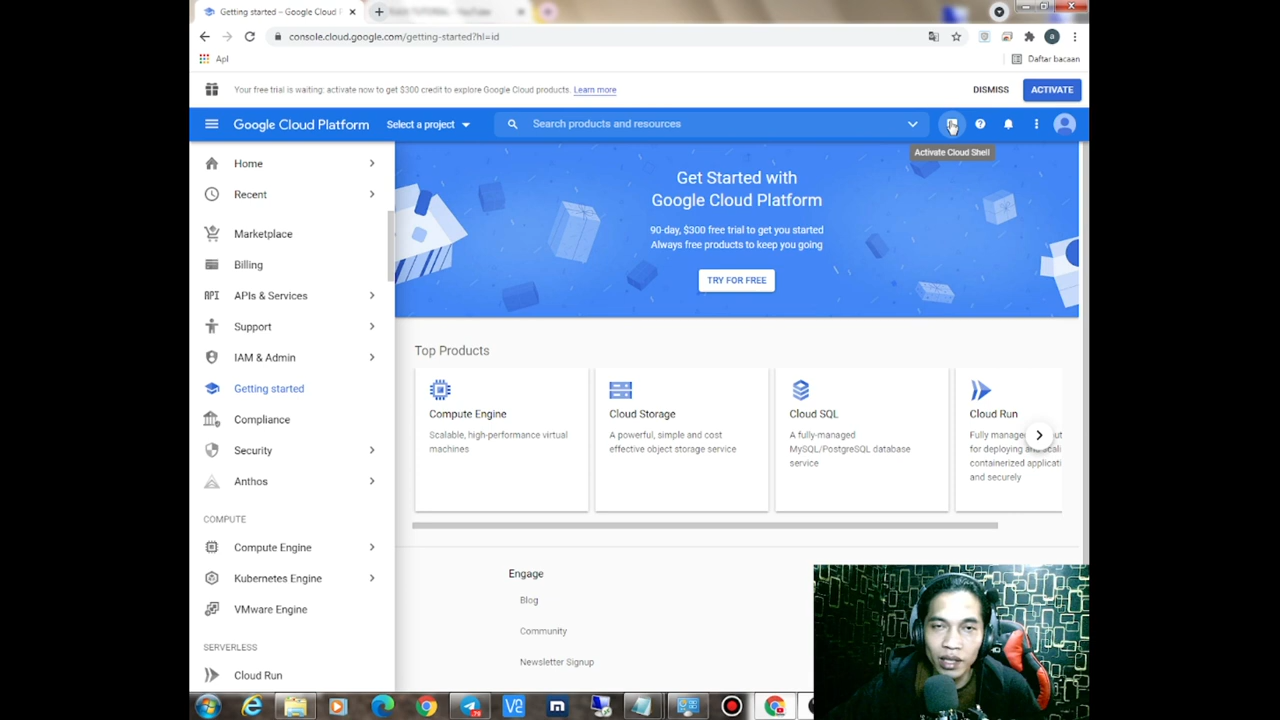 Getting started – Google Cloud P
console.cloud.google.com/getting-started?hl=id
Apl
Daftar bacaan
Your free trial is waiting: activate now to get $300 credit to explore Google Cloud products. Learn more
DISMISS
ACTIVATE
Google Cloud Platform
Select a project
Search products and resources
Activate Cloud Shell
Home
Recent
Marketplace
Billing
API APIs & Services
Support
IAM & Admin
Getting started
Compliance
Security
Anthos
COMPUTE
Compute Engine
Kubernetes Engine
VMware Engine
SERVERLESS
Cloud Run
Get Started with
Google Cloud Platform
90-day, $300 free trial to get you started
Always free products to keep you going
TRY FOR FREE
Top Products
Compute Engine
Scalable, high-performance virtual
machines
Cloud Storage
A powerful, simple and cost
effective object storage service
Cloud SQL
A fully-managed
MySQL/PostgreSQL database
service
Cloud Run
Fully manage
for deploying and
containerized applicati
and securely
Engage
Blog
Community
Newsletter Signup